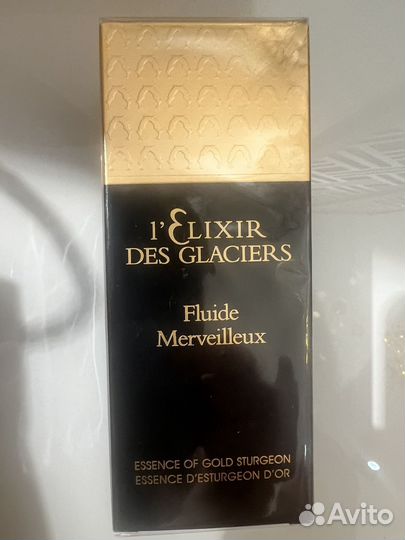 l'Elixir
DES GLACIERS
Fluide
Merveilleux
ESSENCE OF GOLD STURGEON
ESSENCE D'ESTURGEON D'OR
Avito